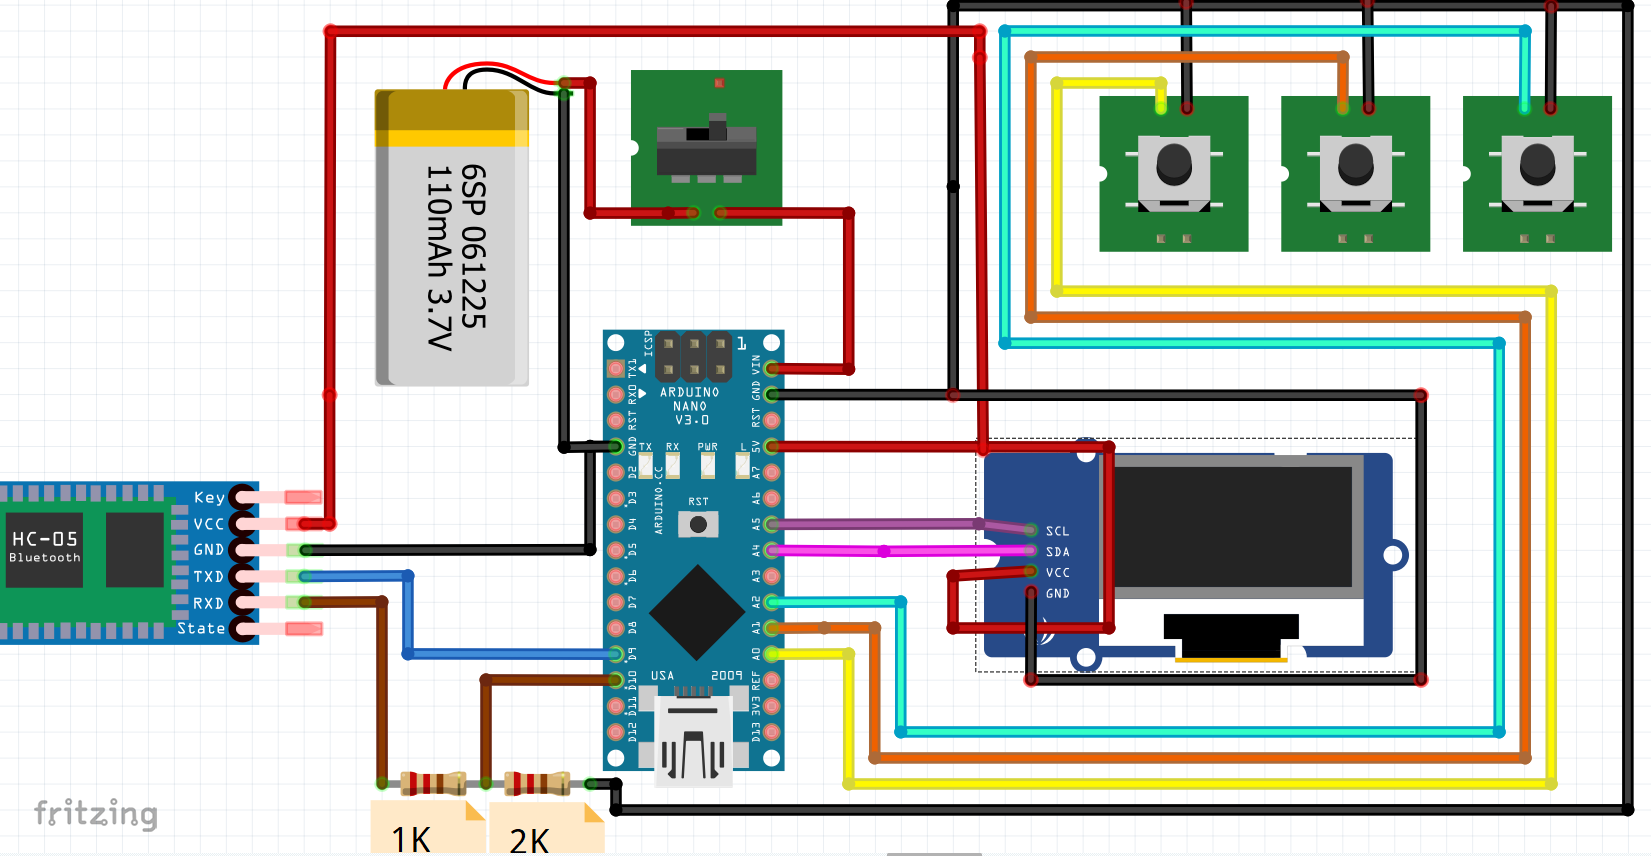 6SP 061225
110mAh 3.7V
HC-05
Bluetooth
Key
VCC
GND
TXD
RXD
State
ICSP
1
TX1
RX0
RST
GND
D2
D3
D4
D5
D6
D7
D8
D9
D10
D11
D12
ARDUINO
NANO
V3.0
TX
RX
PWR
L
ARDUINO.CC
RST
USA
2009
VIN
GND
RST
5V
A7
A6
A5
A4
A3
A2
A1
A0
REF
3V3
D13
SCL
SDA
VCC
GND
1K
2K
fritzing